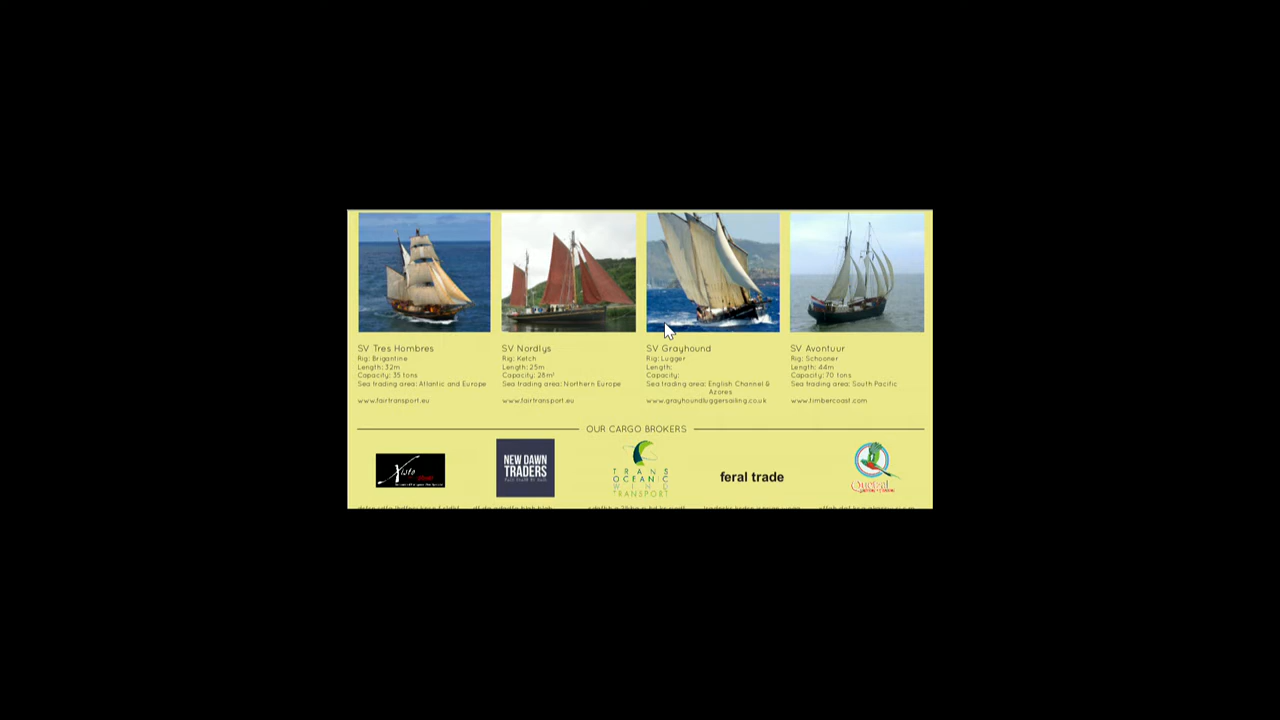 SV Tres Hombres
Rig: Brigantine
Length: 32m
Capacity: 35 tons
Sea trading area: Atlantic and Europe
www.fairtransport.eu
SV Nordlys
Rig: Ketch
Length: 25m
Capacity: 28m²
Sea trading area: Northern Europe
www.fairtransport.eu
SV Grayhound
Rig: Lugger
Length:
Capacity:
Sea trading area: English Channel &
Azores
www.grayhoundluggersailing.co.uk
SV Avontuur
Rig: Schooner
Length: 44m
Capacity: 70 tons
Sea trading area: South Pacific
www.timbercoast.com
OUR CARGO BROKERS
Xisto
NEW DAWN
TRADERS
TRANS
OCEANIC
WIND
TRANSPORT
feral trade
Quetzal